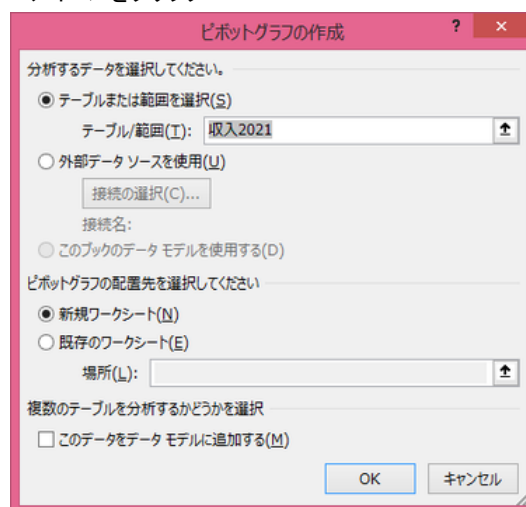 ピボットグラフの作成 ? ×
分析するデータを選択してください。
テーブルまたは範囲を選択(S)
テーブル/範囲(T): 収入2021
外部データ ソースを使用(U)
接続の選択(C)...
接続名:
このブックのデータ モデルを使用する(D)
ピボットグラフの配置先を選択してください
新規ワークシート(N)
既存のワークシート(E)
場所(L):
複数のテーブルを分析するかどうかを選択
このデータをデータ モデルに追加する(M)
OK キャンセル